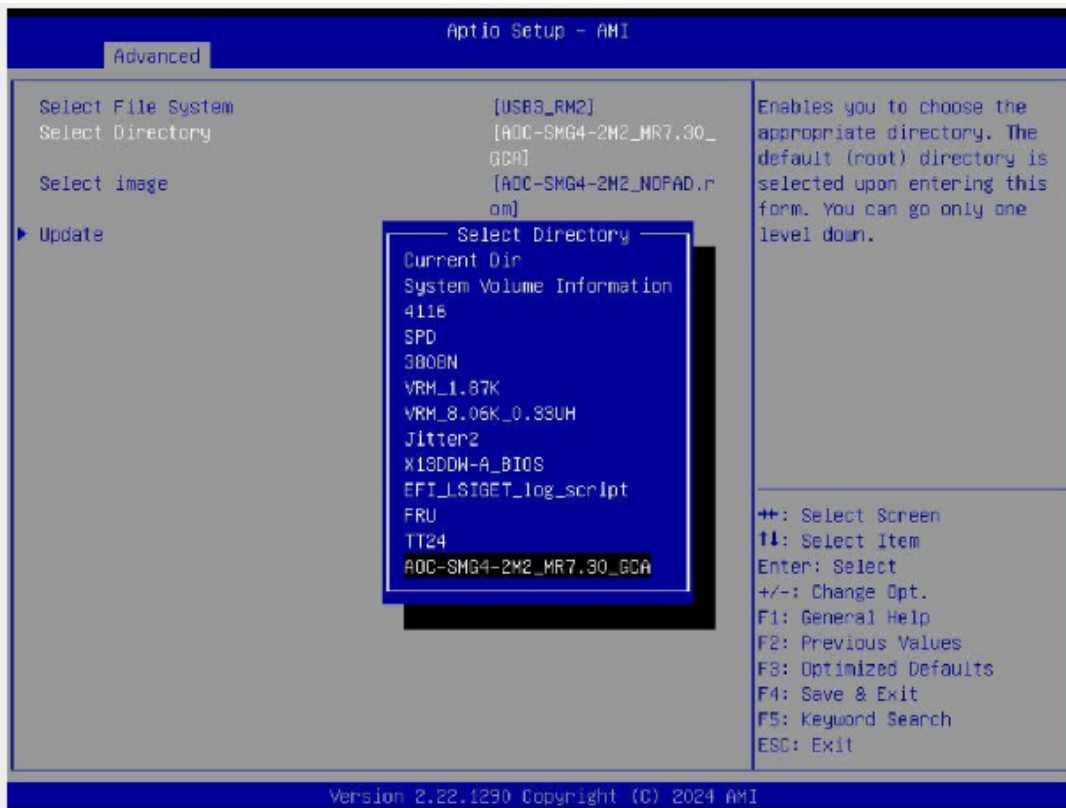 Aptio Setup - AMI
Advanced
Select File System [USB3_RM2]
Select Directory [AOC-SMG4-2M2_MR7.30_
GCA]
Select image [AOC-SMG4-2M2_NOPAD.r
om]
Update
Select Directory
Current Dir
System Volume Information
4116
SPD
3808N
VRM_1.87K
VRM_8.06K_0.33UH
Jitter2
X13DDW-A_BIOS
EFI_LSIGET_log_script
FRU
TT24
AOC-SMG4-2M2_MR7.30_GCA
Enables you to choose the
appropriate directory. The
default (root) directory is
selected upon entering this
form. You can go only one
level down.
→←: Select Screen
↑↓: Select Item
Enter: Select
+/-: Change Opt.
F1: General Help
F2: Previous Values
F3: Optimized Defaults
F4: Save & Exit
F5: Keyword Search
ESC: Exit
Version 2.22.1290 Copyright (C) 2024 AMI